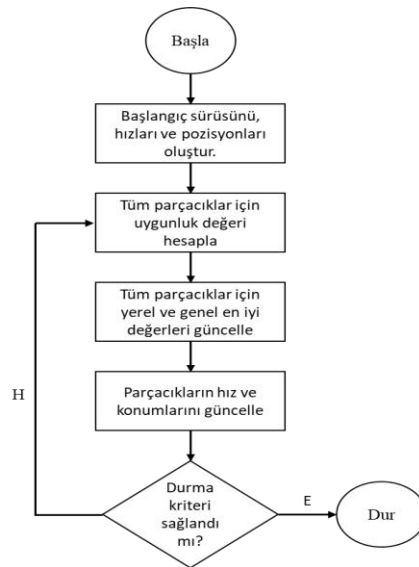 Başla
Başlangıç sürüsünü,
hızları ve pozisyonları
oluştur.
Tüm parçacıklar için
uygunluk değeri
hesapla
Tüm parçacıklar için
yerel ve genel en iyi
değerleri güncelle
Parçacıkların hız ve
konumlarını güncelle
H
Durma
kriteri
sağlandı
mı?
E
Dur